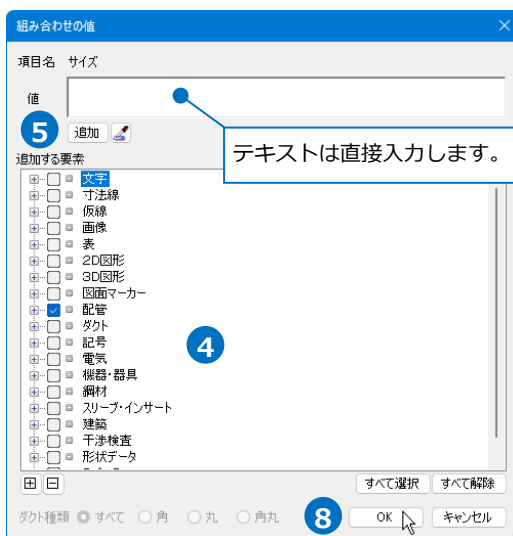 組み合わせの値
項目名 サイズ
値
5 追加
テキストは直接入力します。
追加する要素
文字
寸法線
仮線
画像
表
2D図形
3D図形
図面マーカー
配管
ダクト
記号
電気
機器・器具
鋼材
スリーブ・インサート
建築
干渉検査
形状データ
4
すべて選択 すべて解除
ダクト種類 すべて 角 丸 角丸
8 OK キャンセル